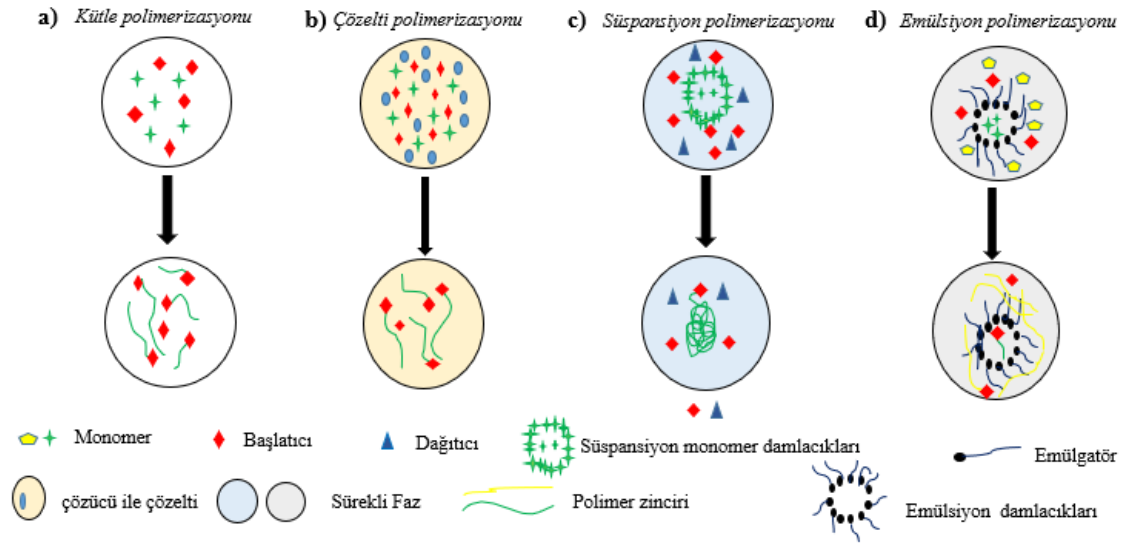 a) Kütle polimerizasyonu
b) Çözelti polimerizasyonu
c) Süspansiyon polimerizasyonu
d) Emülsiyon polimerizasyonu
Monomer
Başlatıcı
Dağıtıcı
Süspansiyon monomer damlacıkları
Emülgatör
çözücü ile çözelti
Sürekli Faz
Polimer zinciri
Emülsiyon damlacıkları